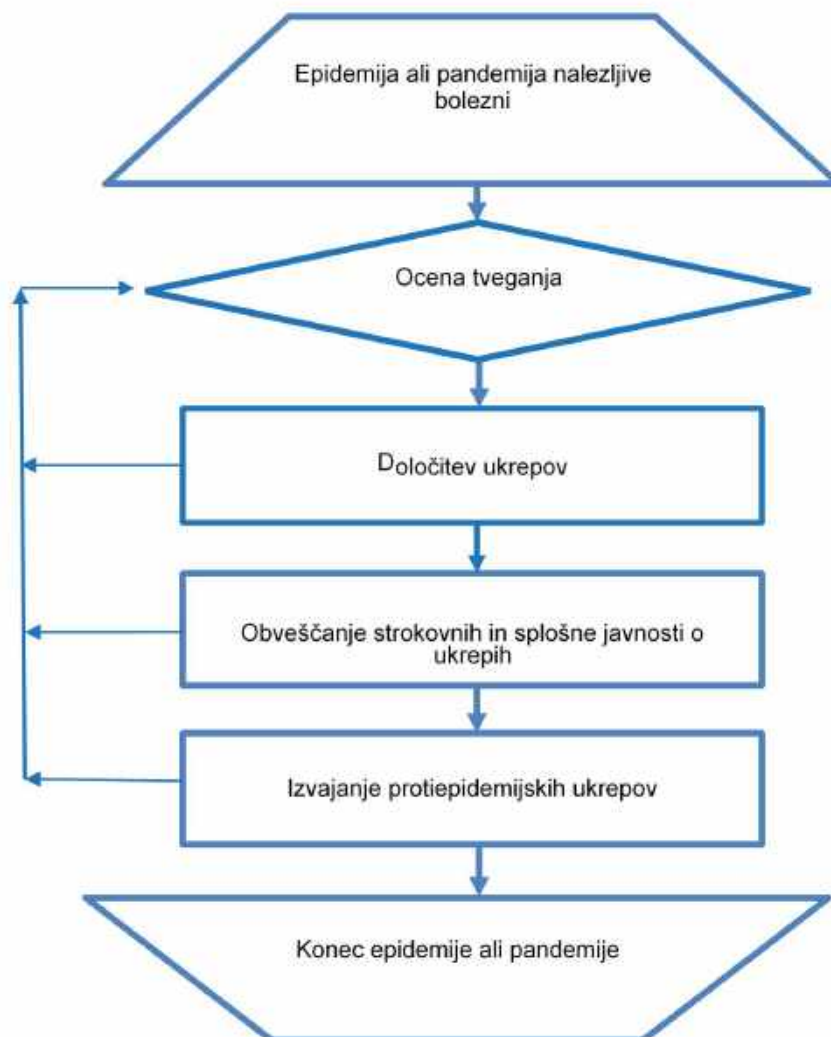 Epidemija ali pandemija nalezljive
bolezni
Ocena tveganja
Določitev ukrepov
Obveščanje strokovnih in splošne javnosti o
ukrepih
Izvajanje protiepidemijskih ukrepov
Konec epidemije ali pandemije